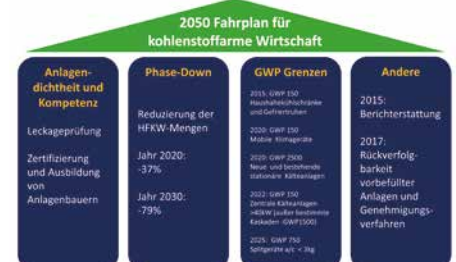 2050 Fahrplan für
kohlenstoffarme Wirtschaft
Anlagen-
dichtheit und
Kompetenz
Leckageprüfung
Zertifizierung
und Ausbildung
von
Anlagenbauern
Phase-Down
Reduzierung der
HFKW-Mengen
Jahr 2020:
-37%
Jahr 2030:
-79%
GWP Grenzen
2015: GWP 150
Haushaltskühlschränke
und Gefriertruhen
2020: GWP 150
Mobile Klimageräte
2020: GWP 2500
Neue und bestehende
stationäre Kälteanlagen
2022: GWP 150
Zentrale Kälteanlagen
>40kW (außer bestimmte
Kaskaden (GWP1500)
2025: GWP 750
Splitgeräte a/c < 3kg
Andere
2015:
Berichterstattung
2017:
Rückverfolg-
barkeit
vorbefüllter
Anlagen und
Genehmigungs-
verfahren